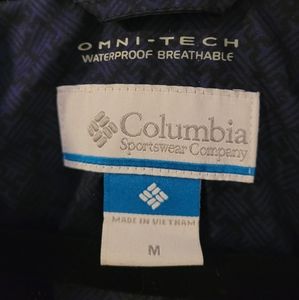 OMNI-TECH
WATERPROOF BREATHABLE
Columbia
Sportswear Company
MADE IN VIETNAM
M